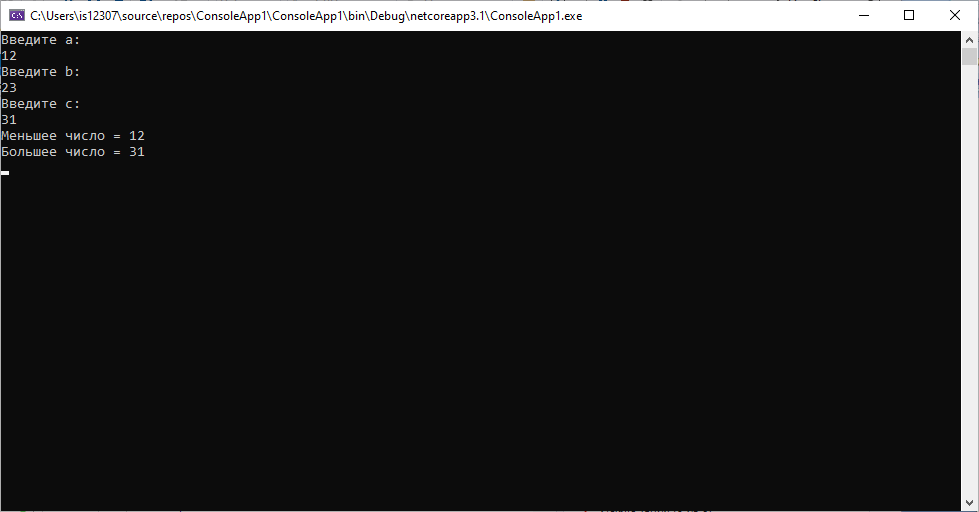 C:\Users\is12307\source\repos\ConsoleApp1\ConsoleApp1\bin\Debug\netcoreapp3.1\ConsoleApp1.exe
Введите a:
12
Введите b:
23
Введите c:
31
Меньшее число = 12
Большее число = 31